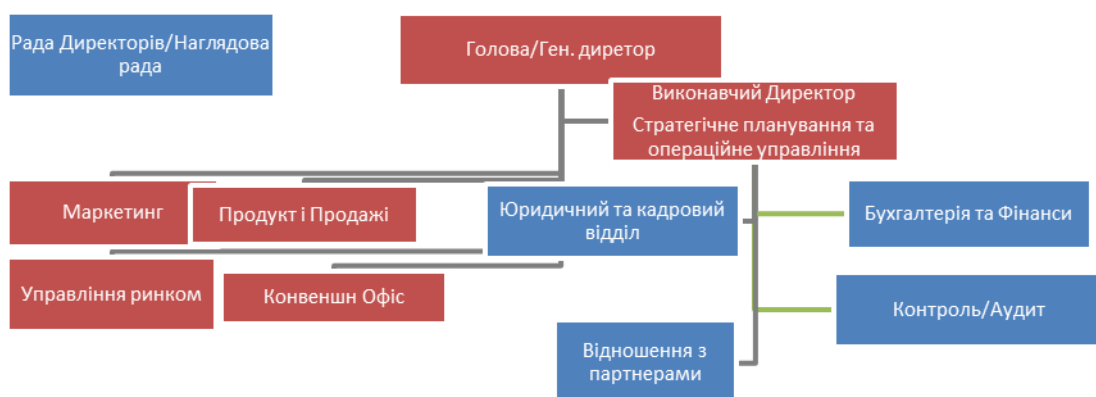 Рада Директорів/Наглядова
рада
Голова/Ген. диретор
Виконавчий Директор
Стратегічне планування та
операційне управління
Маркетинг
Продукт і Продажі
Юридичний та кадровий
відділ
Бухгалтерія та Фінанси
Управління ринком
Конвеншн Офіс
Контроль/Аудит
Відношення з
партнерами